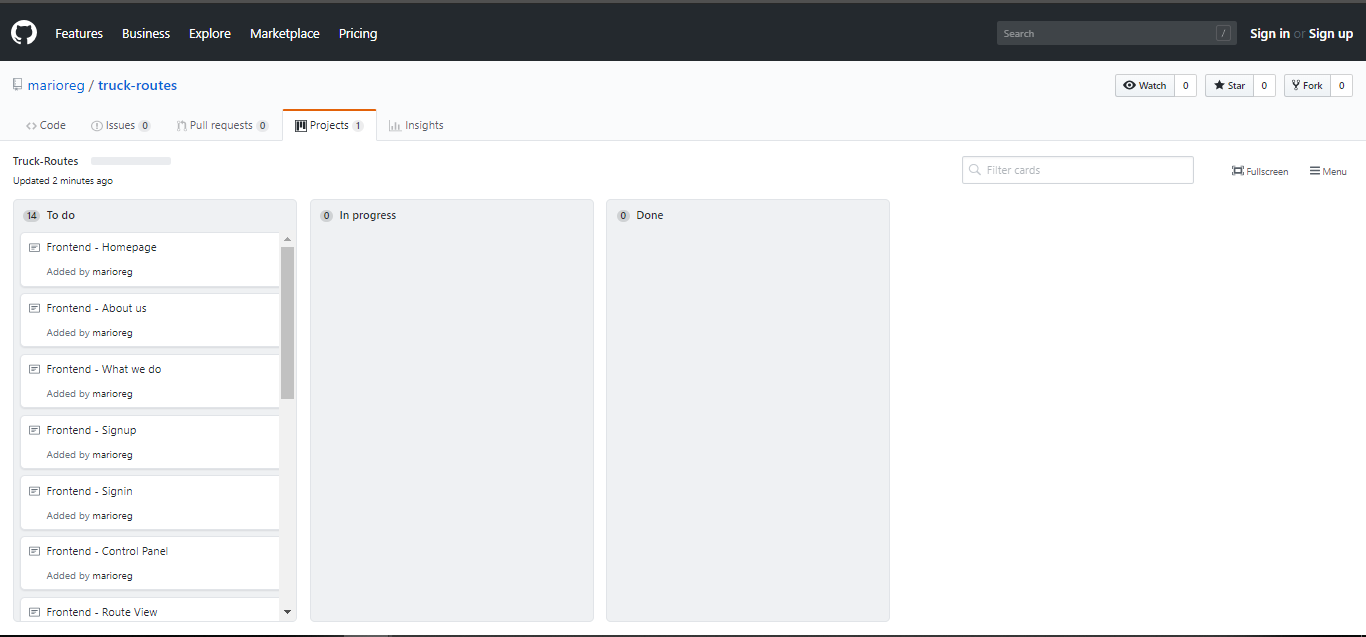 Features Business Explore Marketplace Pricing Search / Sign in or Sign up
marioreg / truck-routes Watch 0 Star 0 Fork 0
Code Issues 0 Pull requests 0 Projects 1 Insights
Truck-Routes
Updated 2 minutes ago
Filter cards Fullscreen Menu
14 To do
Frontend - Homepage
Added by marioreg
Frontend - About us
Added by marioreg
Frontend - What we do
Added by marioreg
Frontend - Signup
Added by marioreg
Frontend - Signin
Added by marioreg
Frontend - Control Panel
Added by marioreg
Frontend - Route View
0 In progress
0 Done